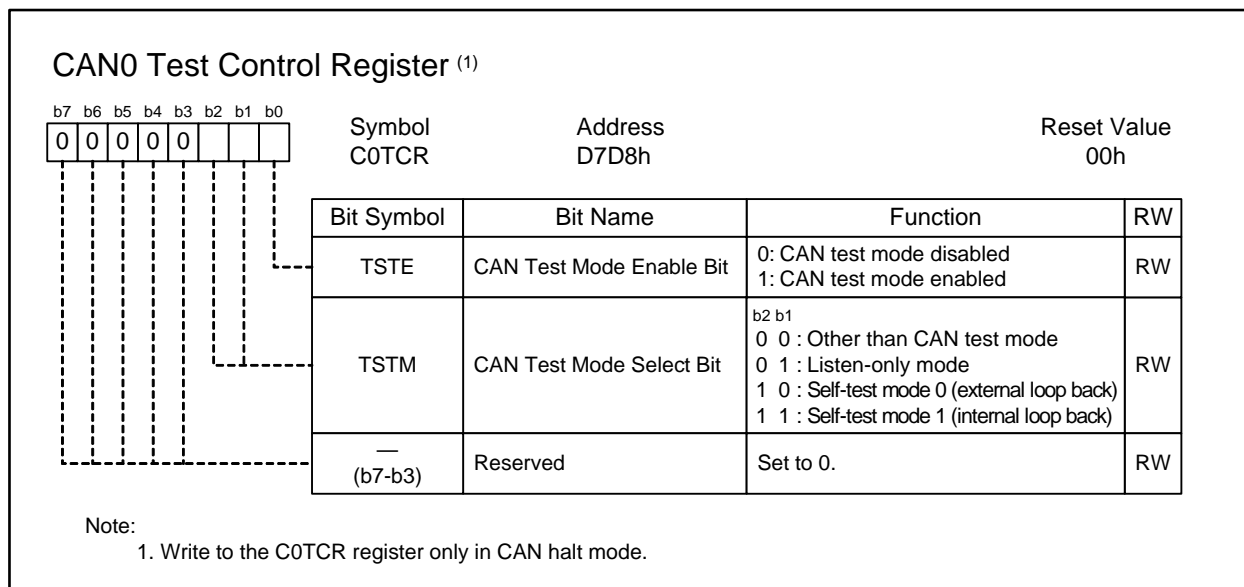 CAN0 Test Control Register (1)
b7 b6 b5 b4 b3 b2 b1 b0
0 0 0 0 0
Symbol Address Reset Value
C0TCR D7D8h 00h
Bit Symbol Bit Name Function RW
TSTE CAN Test Mode Enable Bit 0: CAN test mode disabled
1: CAN test mode enabled RW
TSTM CAN Test Mode Select Bit b2 b1
0 0 : Other than CAN test mode
0 1 : Listen-only mode
1 0 : Self-test mode 0 (external loop back)
1 1 : Self-test mode 1 (internal loop back) RW
—
(b7-b3) Reserved Set to 0. RW
Note:
1. Write to the C0TCR register only in CAN halt mode.